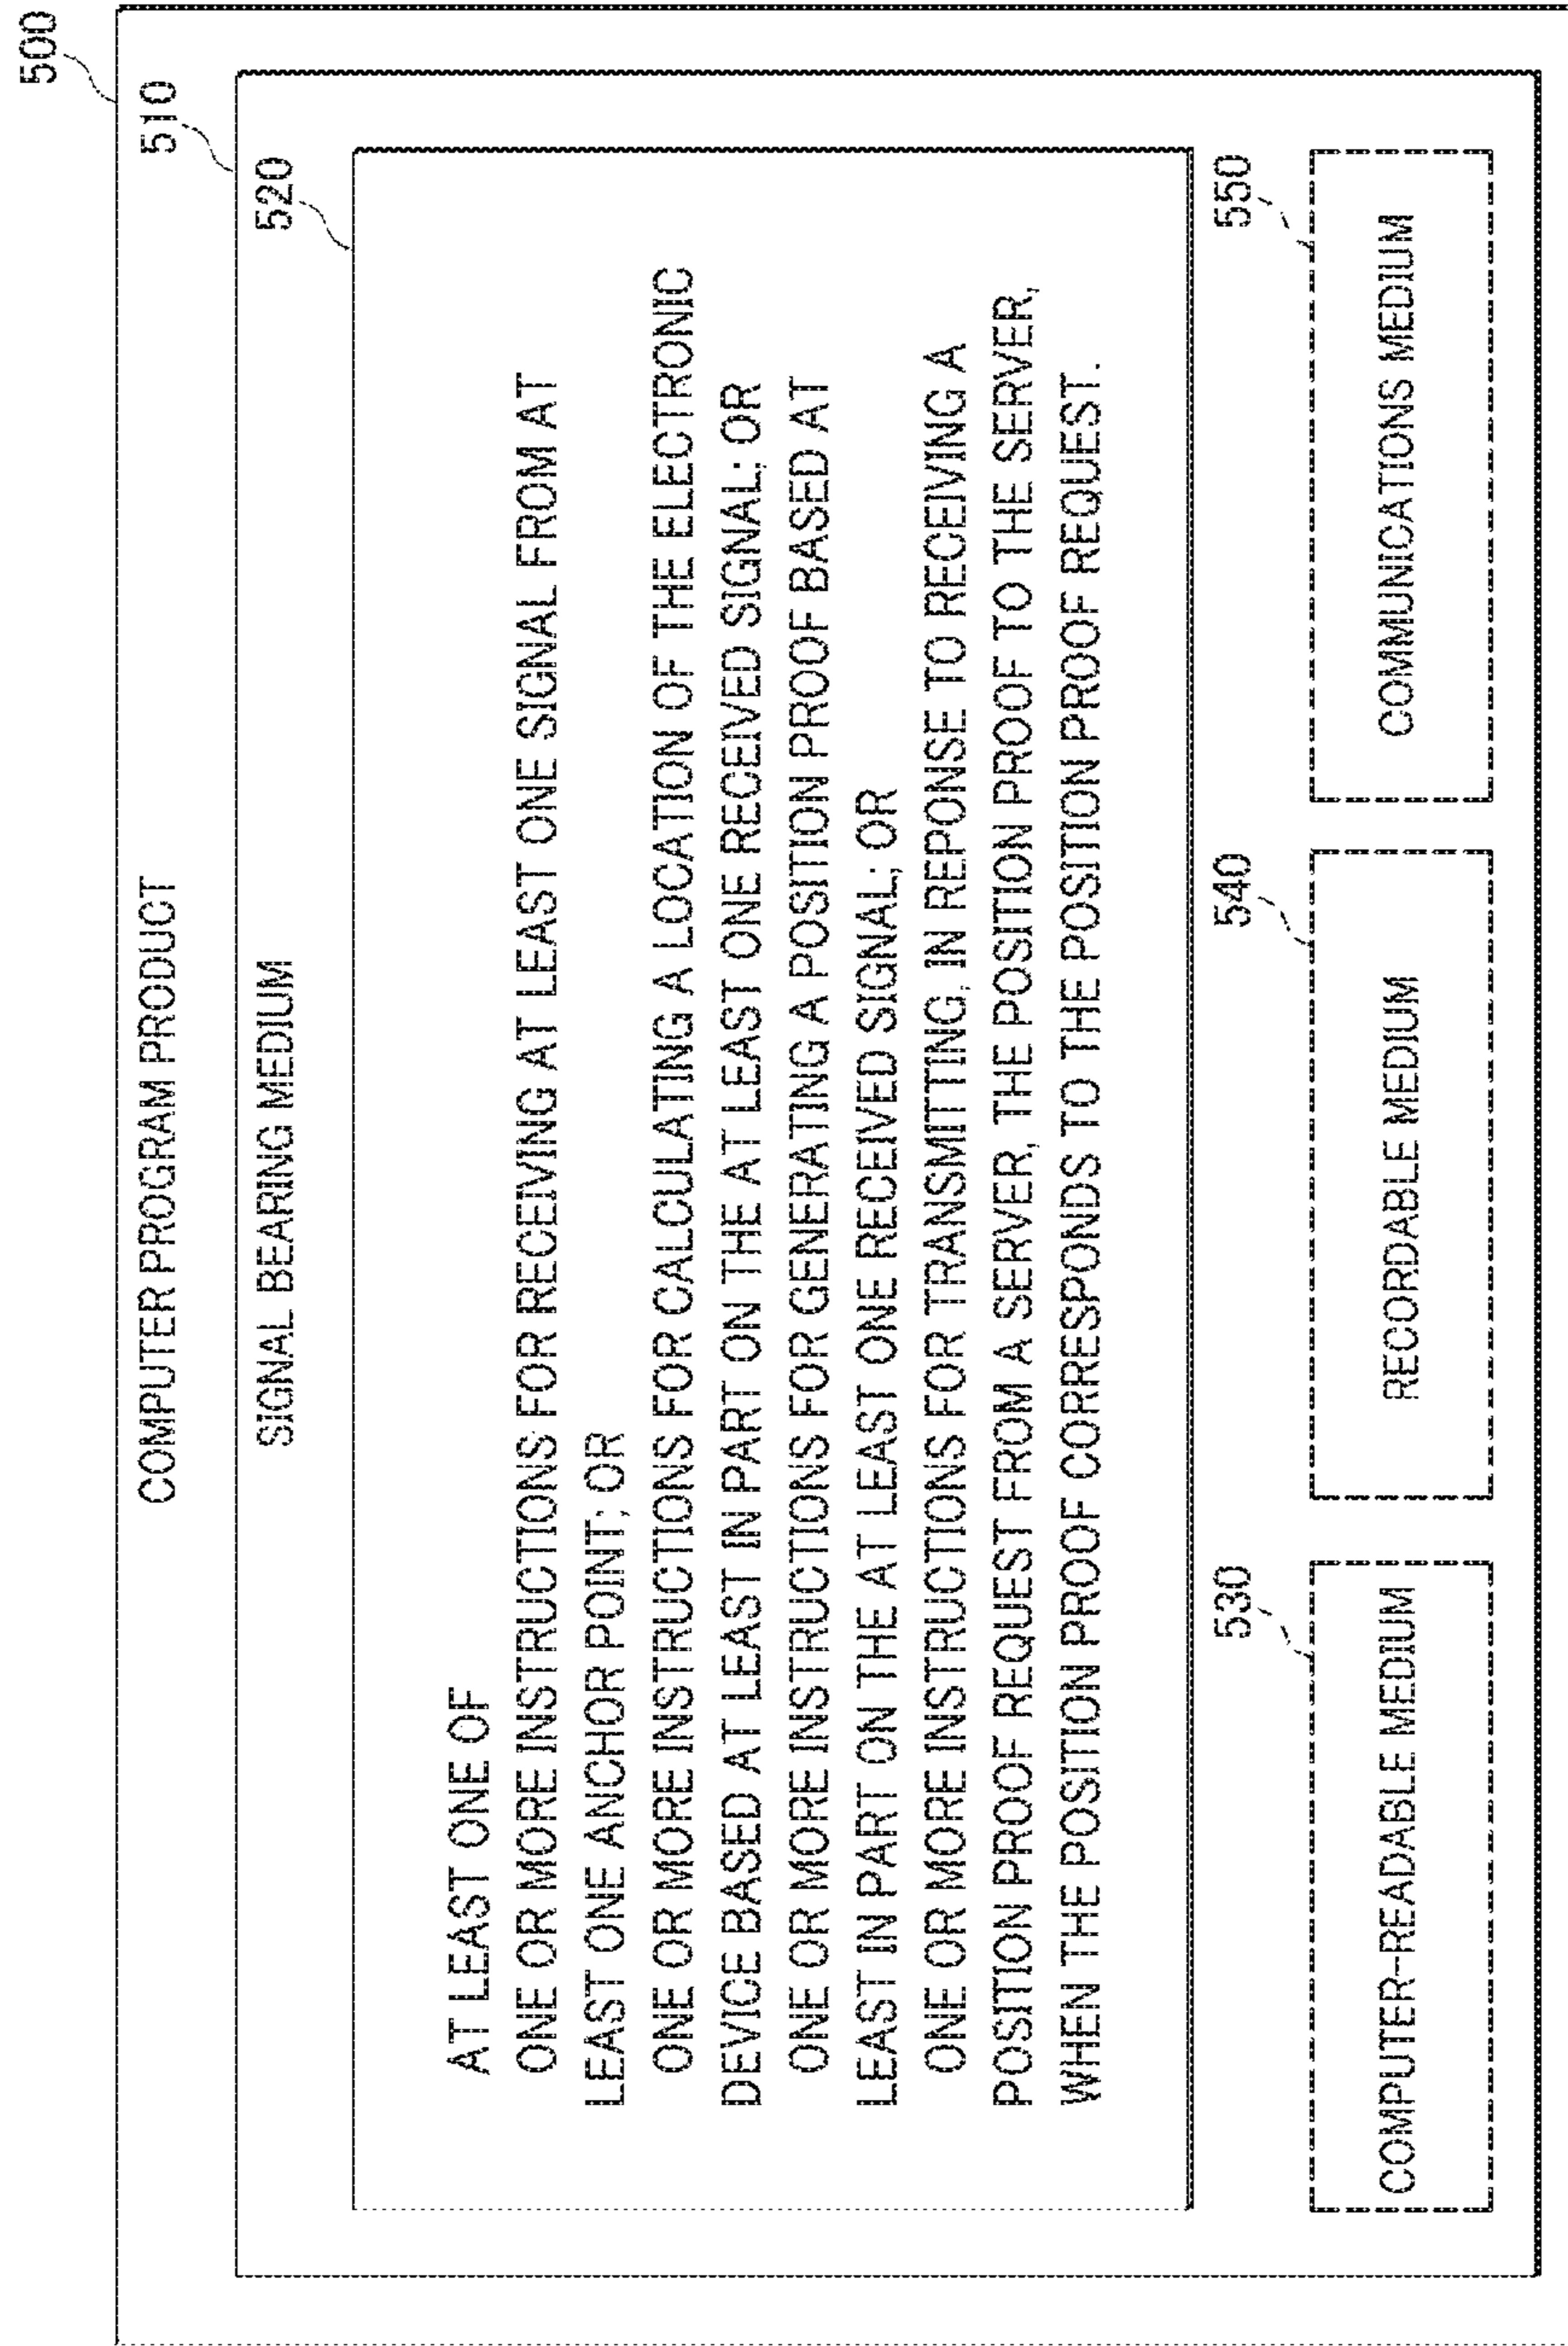 500
COMPUTER PROGRAM PRODUCT
510
SIGNAL BEARING MEDIUM
520
AT LEAST ONE OF
ONE OR MORE INSTRUCTIONS FOR RECEIVING AT LEAST ONE SIGNAL FROM AT
LEAST ONE ANCHOR POINT; OR
ONE OR MORE INSTRUCTIONS FOR CALCULATING A LOCATION OF THE ELECTRONIC
DEVICE BASED AT LEAST IN PART ON THE AT LEAST ONE RECEIVED SIGNAL; OR
ONE OR MORE INSTRUCTIONS FOR GENERATING A POSITION PROOF BASED AT
LEAST IN PART ON THE AT LEAST ONE RECEIVED SIGNAL; OR
ONE OR MORE INSTRUCTIONS FOR TRANSMITTING, IN REPONSE TO RECEIVING A
POSITION PROOF REQUEST FROM A SERVER, THE POSITION PROOF TO THE SERVER,
WHEN THE POSITION PROOF CORRESPONDS TO THE POSITION PROOF REQUEST.
530
COMPUTER-READABLE MEDIUM
540
RECORDABLE MEDIUM
550
COMMUNICATIONS MEDIUM